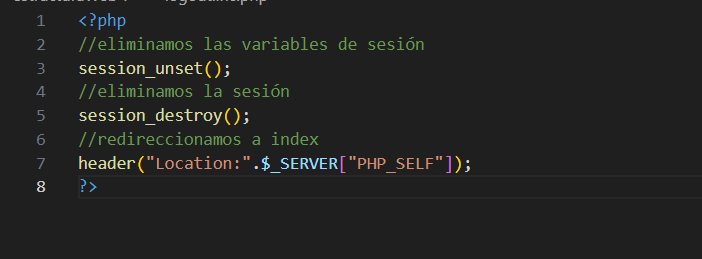 1 <?php
2 //eliminamos las variables de sesión
3 session_unset();
4 //eliminamos la sesión
5 session_destroy();
6 //redireccionamos a index
7 header("Location:".$_SERVER["PHP_SELF"]);
8 ?>